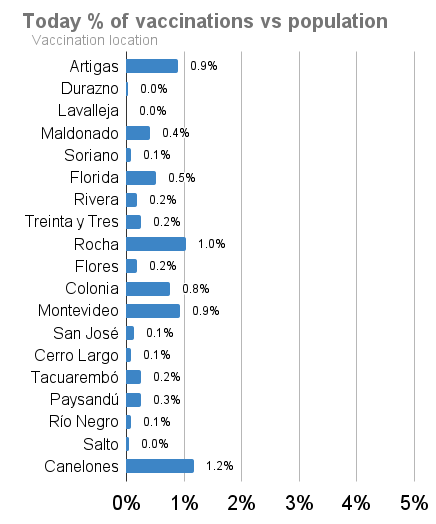 Today % of vaccinations vs population
Vaccination location
Artigas 0.9%
Durazno 0.0%
Lavalleja 0.0%
Maldonado 0.4%
Soriano 0.1%
Florida 0.5%
Rivera 0.2%
Treinta y Tres 0.2%
Rocha 1.0%
Flores 0.2%
Colonia 0.8%
Montevideo 0.9%
San José 0.1%
Cerro Largo 0.1%
Tacuarembó 0.2%
Paysandú 0.3%
Río Negro 0.1%
Salto 0.0%
Canelones 1.2%
0% 1% 2% 3% 4% 5%